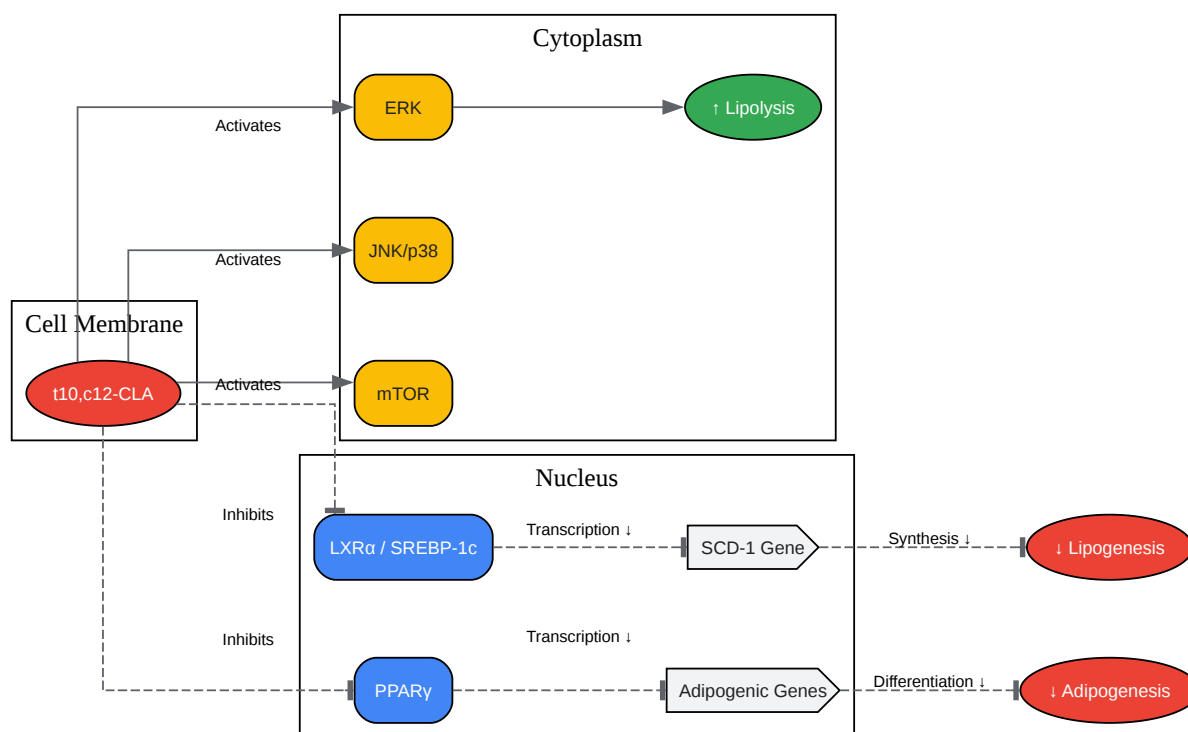 Cytoplasm
ERK
↑ Lipolysis
Activates
JNK/p38
Activates
Cell Membrane
t10,c12-CLA
Activates
mTOR
Nucleus
Inhibits
Transcription ↓
LXRα / SREBP-1c
SCD-1 Gene
Synthesis ↓
↓ Lipogenesis
Inhibits
Transcription ↓
PPARγ
Adipogenic Genes
Differentiation ↓
↓ Adipogenesis